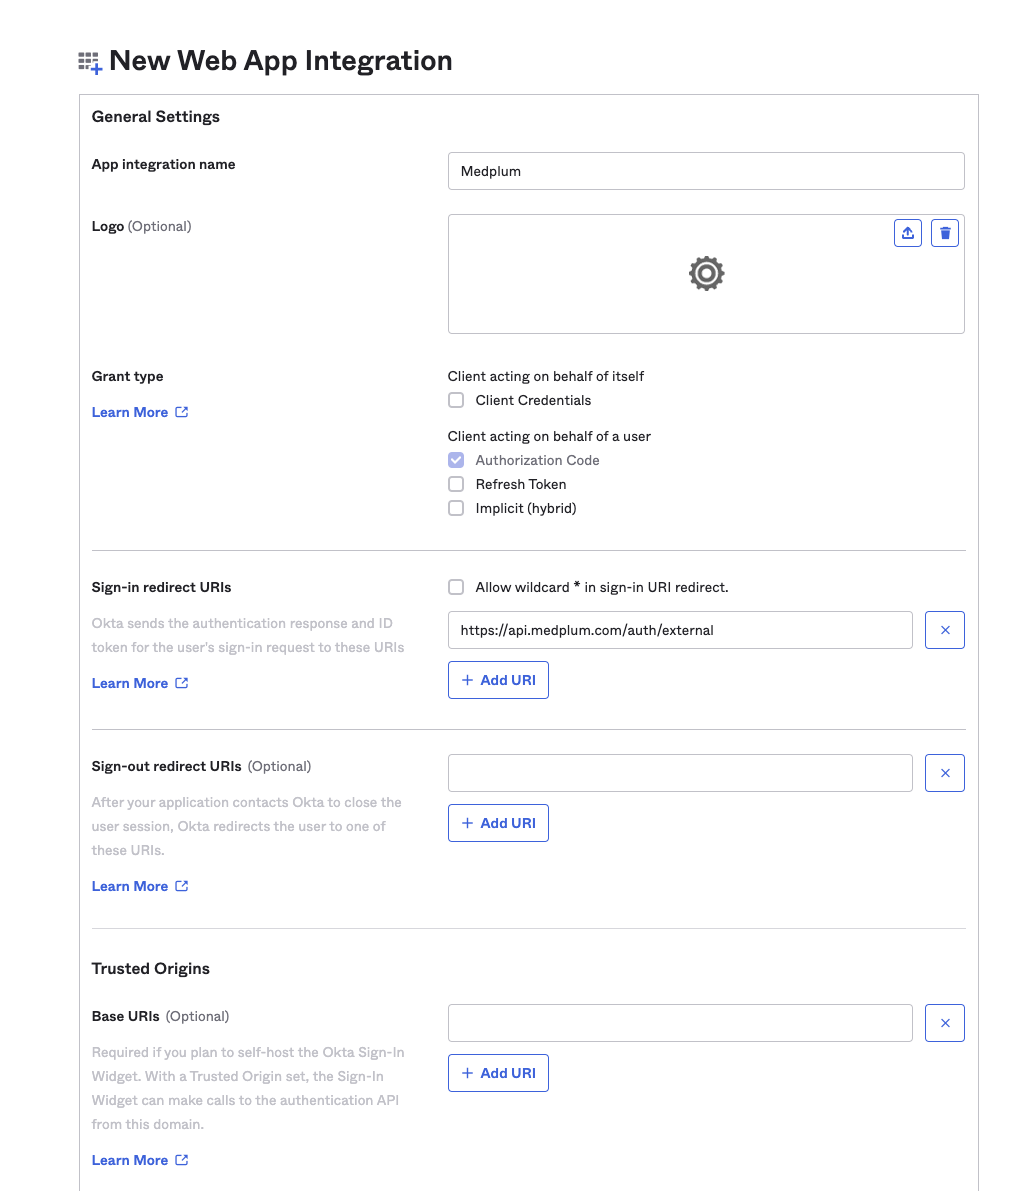 New Web App Integration
General Settings
App integration name
Medplum
Logo (Optional)
Grant type
Learn More
Client acting on behalf of itself
Client Credentials
Client acting on behalf of a user
Authorization Code
Refresh Token
Implicit (hybrid)
Sign-in redirect URIs
Okta sends the authentication response and ID
token for the user's sign-in request to these URIs
Learn More
Allow wildcard * in sign-in URI redirect.
https://api.medplum.com/auth/external
+ Add URI
Sign-out redirect URIs (Optional)
After your application contacts Okta to close the
user session, Okta redirects the user to one of
these URIs.
Learn More
+ Add URI
Trusted Origins
Base URIs (Optional)
Required if you plan to self-host the Okta Sign-In
Widget. With a Trusted Origin set, the Sign-In
Widget can make calls to the authentication API
from this domain.
Learn More
+ Add URI